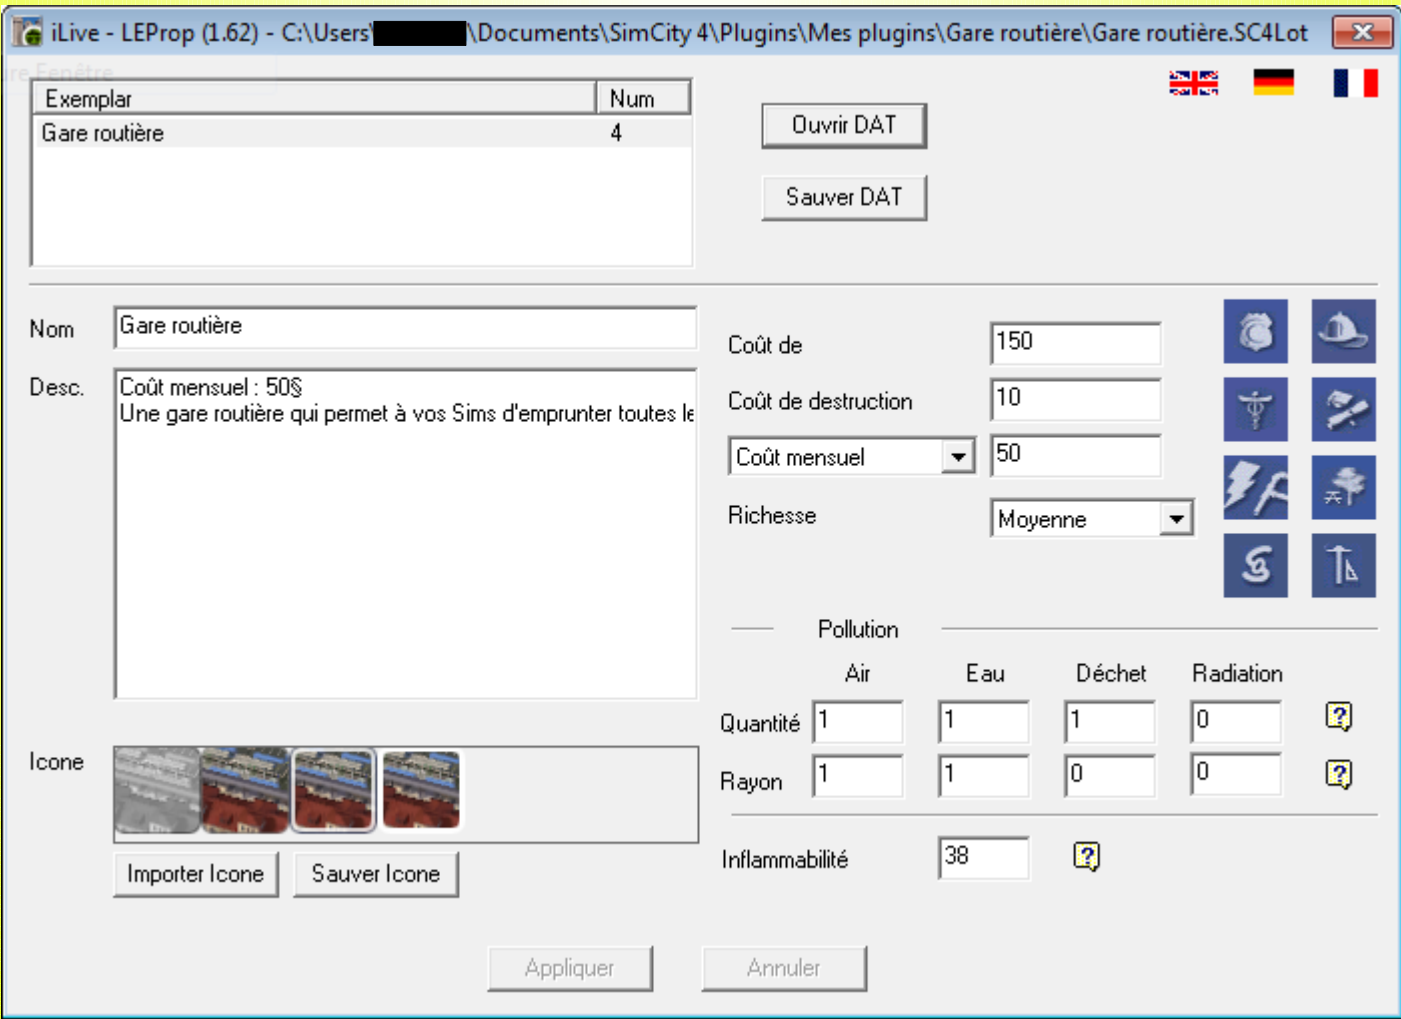 iLive - LEProp (1.62) - C:\Users\ \Documents\SimCity 4\Plugins\Mes plugins\Gare routière\Gare routière.SC4Lot
ure Fenêtre
Exemplar Num
Gare routière 4
Ouvrir DAT
Sauver DAT
Nom Gare routière
Desc. Coût mensuel : 50§
Une gare routière qui permet à vos Sims d'emprunter toutes le
Coût de 150
Coût de destruction 10
Coût mensuel 50
Richesse Moyenne
Pollution
Air Eau Déchet Radiation
Quantité 1 1 1 0 ?
Rayon 1 1 0 0 ?
Inflammabilité 38 ?
Icone
Importer Icone Sauver Icone
Appliquer Annuler